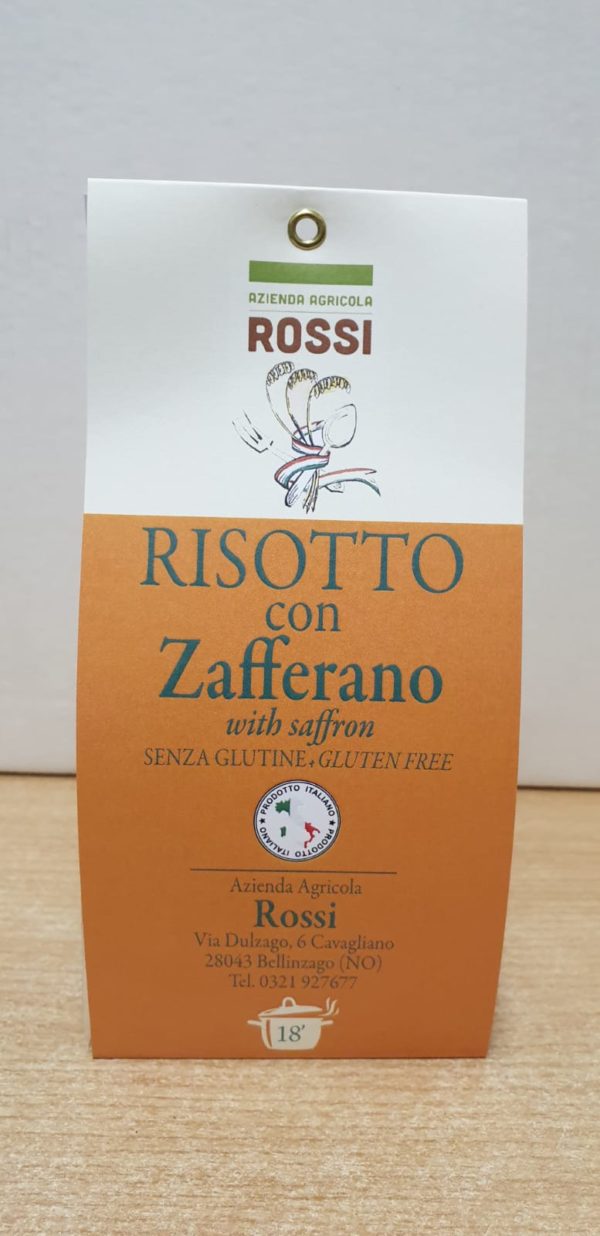 AZIENDA AGRICOLA
ROSSI
RISOTTO
con
Zafferano
with saffron
SENZA GLUTINE • GLUTEN FREE
★ PRODOTTO ITALIANO ★ PRODOTTO ITALIANO
Azienda Agricola
Rossi
Via Dulzago, 6 Cavagliano
28043 Bellinzago (NO)
Tel. 0321 927677
18'